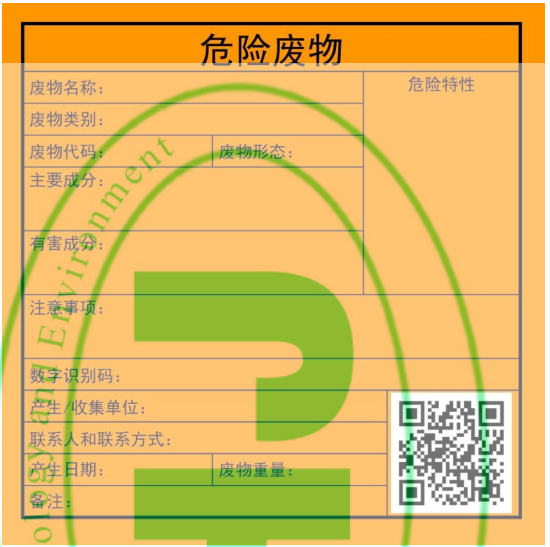 危险废物
废物名称：
危险特性
废物类别：
废物代码：
废物形态：
主要成分：
有害成分：
注意事项：
数字识别码：
产生/收集单位：
联系人和联系方式：
产生日期：
废物重量：
备注：
ology and Environment